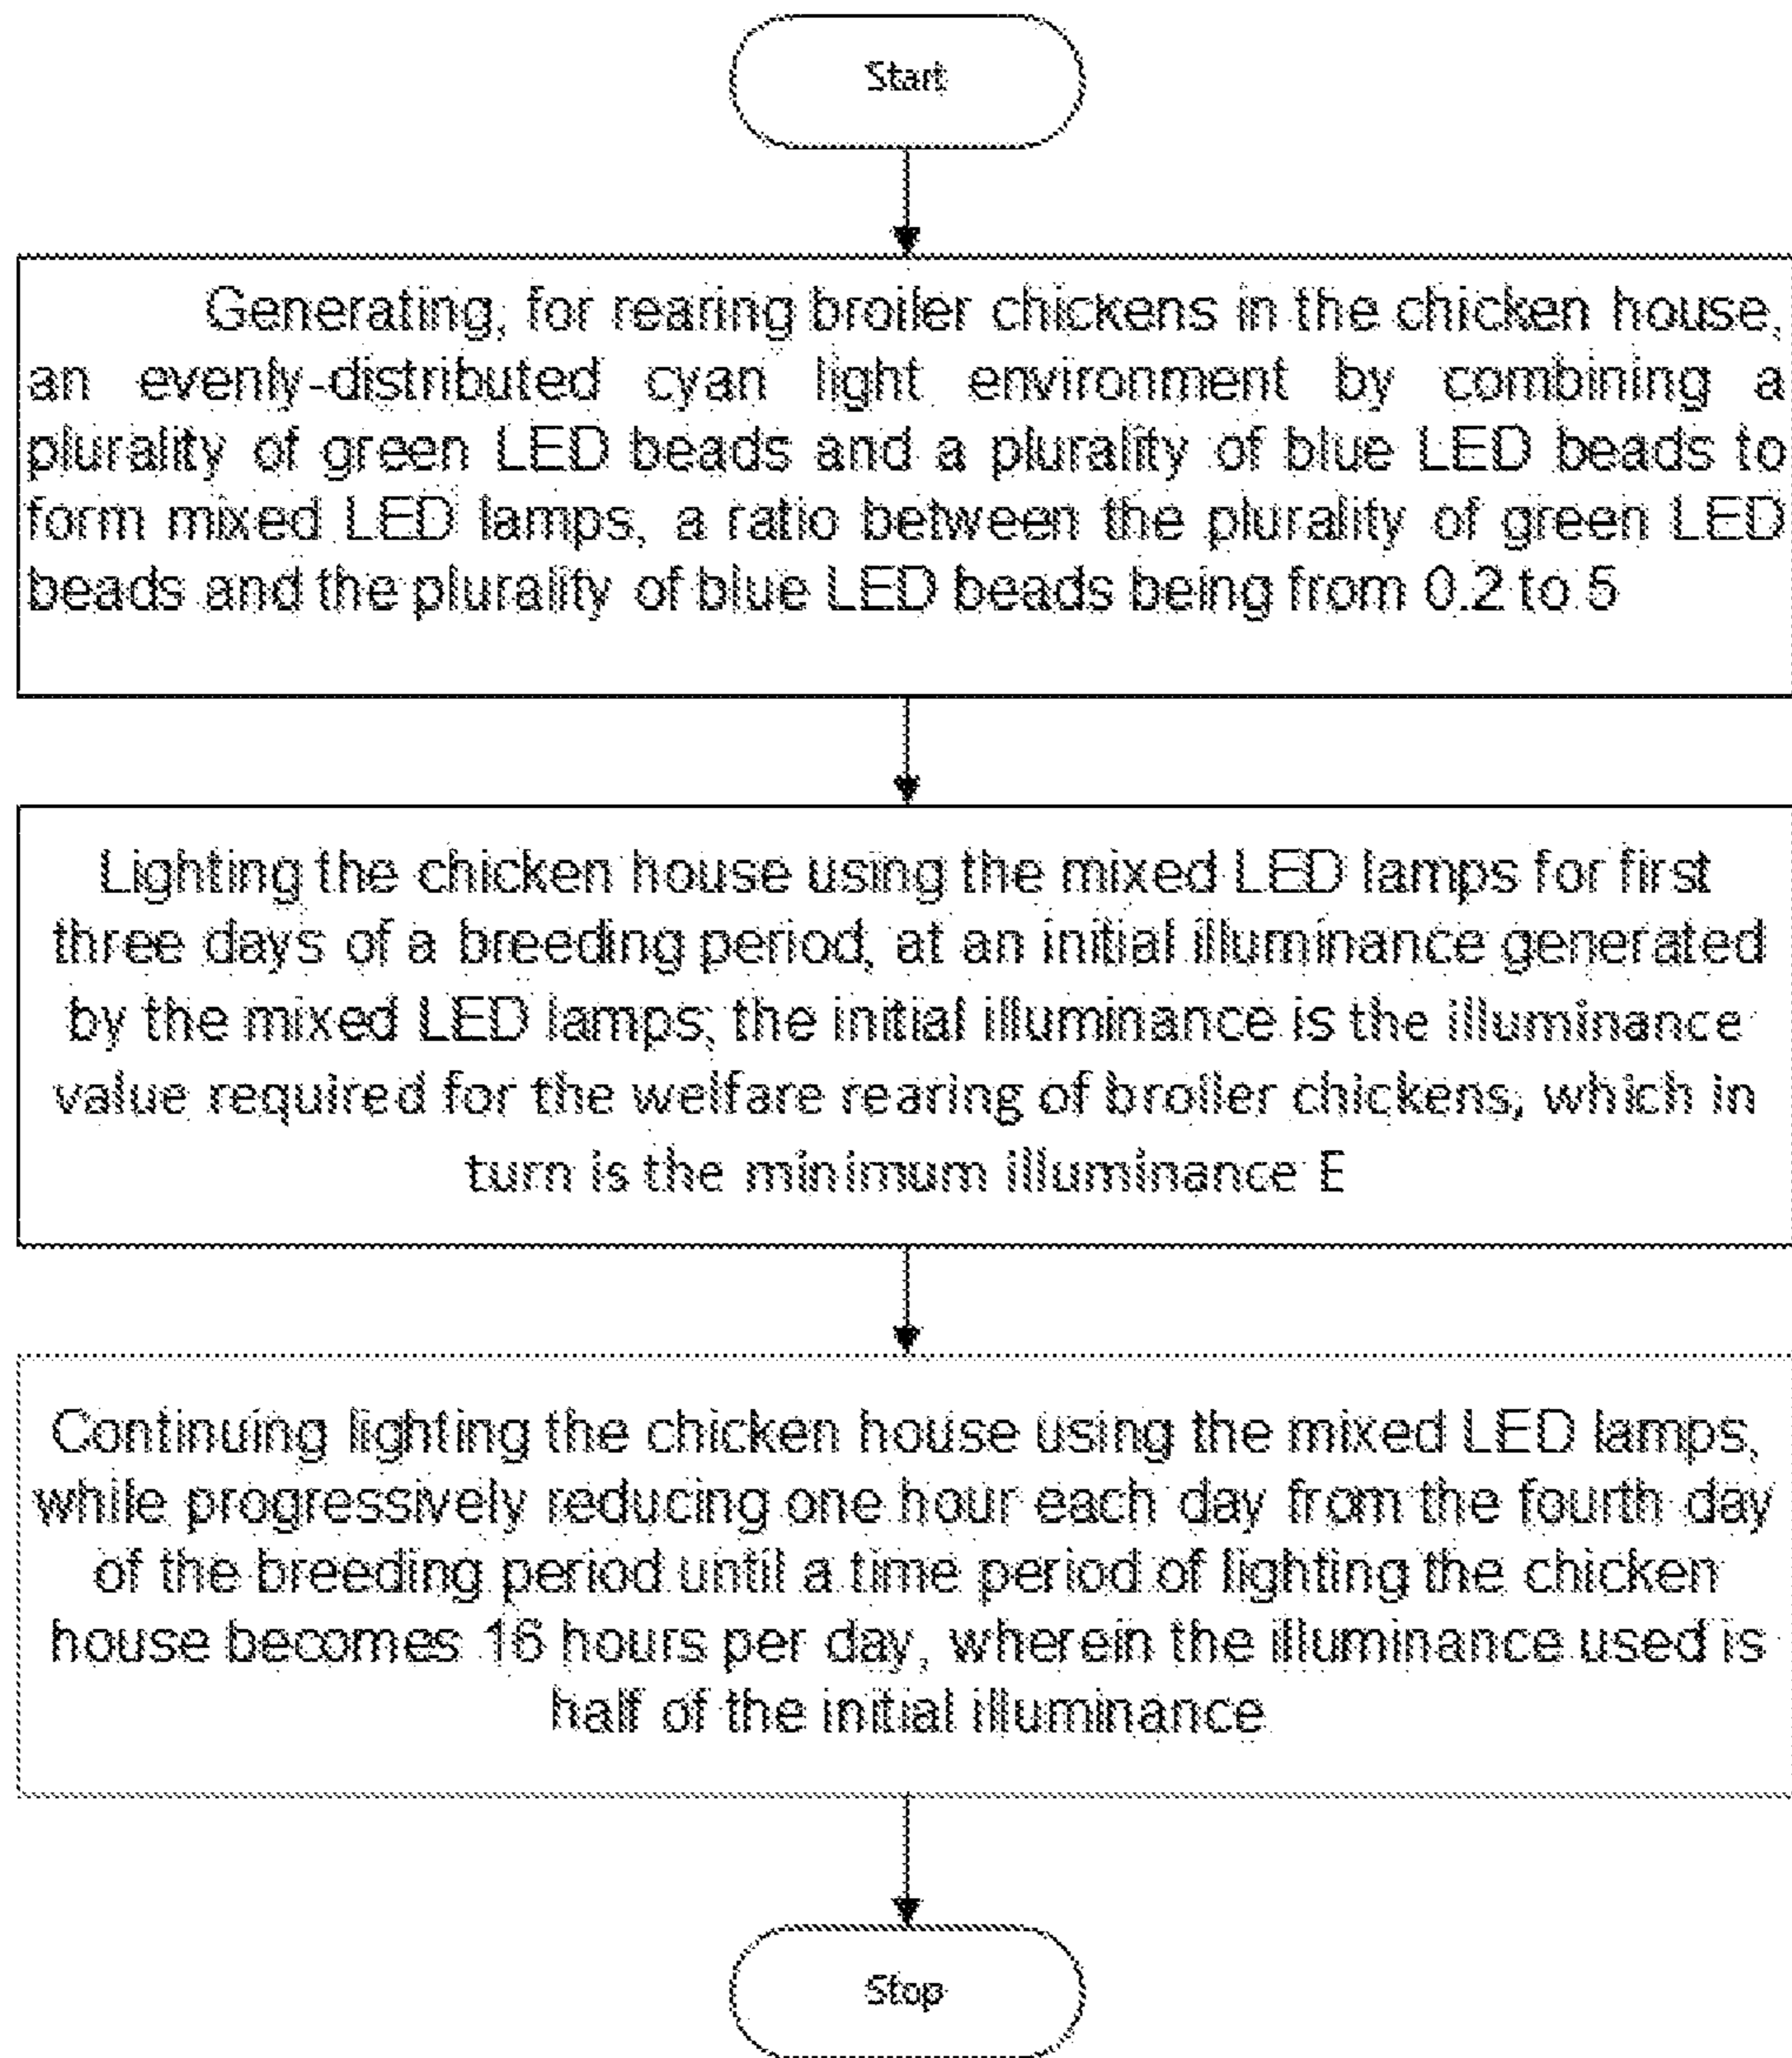 Start
Generating, for rearing broiler chickens in the chicken house,
an evenly-distributed cyan light environment by combining a
plurality of green LED beads and a plurality of blue LED beads to
form mixed LED lamps, a ratio between the plurality of green LED
beads and the plurality of blue LED beads being from 0.2 to 5
Lighting the chicken house using the mixed LED lamps for first
three days of a breeding period, at an initial illuminance generated
by the mixed LED lamps; the initial illuminance is the illuminance
value required for the welfare rearing of broiler chickens, which in
turn is the minimum illuminance E
Continuing lighting the chicken house using the mixed LED lamps,
while progressively reducing one hour each day from the fourth day
of the breeding period until a time period of lighting the chicken
house becomes 16 hours per day, wherein the illuminance used is
half of the initial illuminance
Stop